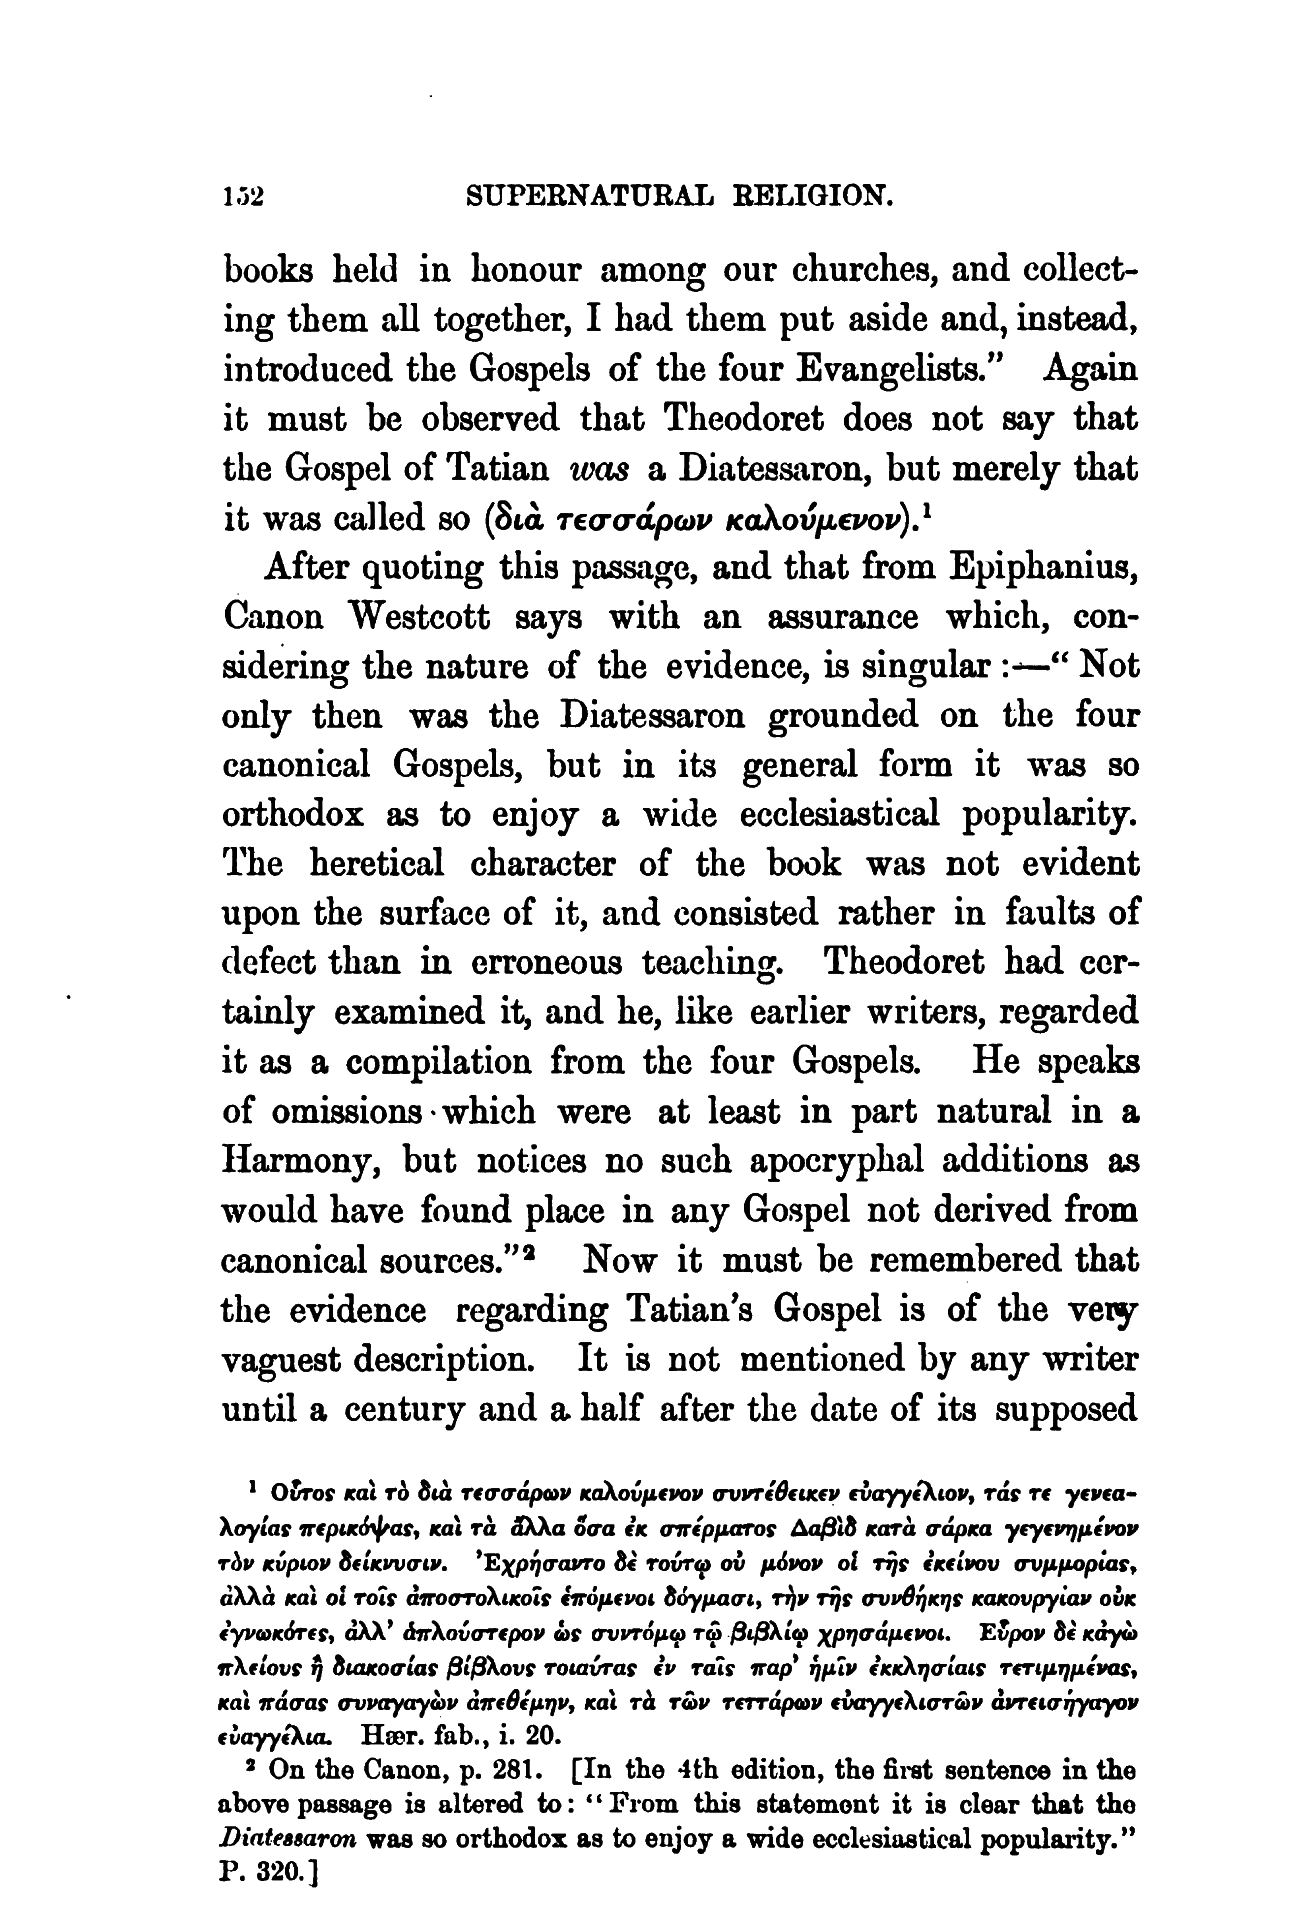 152 SUPERNATURAL RELIGION.
books held in honour among our churches, and collect-
ing them all together, I had them put aside and, instead,
introduced the Gospels of the four Evangelists.” Again
it must be observed that Theodoret does not say that
the Gospel of Tatian was a Diatessaron, but merely that
it was called so (διὰ τεσσάρων καλούμενον).¹
After quoting this passage, and that from Epiphanius,
Canon Westcott says with an assurance which, con-
sidering the nature of the evidence, is singular :—“ Not
only then was the Diatessaron grounded on the four
canonical Gospels, but in its general form it was so
orthodox as to enjoy a wide ecclesiastical popularity.
The heretical character of the book was not evident
upon the surface of it, and consisted rather in faults of
defect than in erroneous teaching. Theodoret had cer-
tainly examined it, and he, like earlier writers, regarded
it as a compilation from the four Gospels. He speaks
of omissions which were at least in part natural in a
Harmony, but notices no such apocryphal additions as
would have found place in any Gospel not derived from
canonical sources.”² Now it must be remembered that
the evidence regarding Tatian’s Gospel is of the very
vaguest description. It is not mentioned by any writer
until a century and a half after the date of its supposed
¹ Οὗτος καὶ τὸ διὰ τεσσάρων καλούμενον συντέθεικεν εὐαγγέλιον, τάς τε γενεα-
λογίας περικόψας, καὶ τὰ ἄλλα ὅσα ἐκ σπέρματος Δαβὶδ κατὰ σάρκα γεγενημένον
τὸν κύριον δείκνυσιν. Ἐχρήσαντο δὲ τούτῳ οὐ μόνον οἱ τῆς ἐκείνου συμμορίας,
ἀλλὰ καὶ οἱ τοῖς ἀποστολικοῖς ἑπόμενοι δόγμασι, τὴν τῆς συνθήκης κακουργίαν οὐκ
ἐγνωκότες, ἀλλ’ ἁπλούστερον ὡς συντόμῳ τῷ βιβλίῳ χρησάμενοι. Εὗρον δὲ κἀγὼ
πλείους ἢ διακοσίας βίβλους τοιαύτας ἐν ταῖς παρ’ ἡμῖν ἐκκλησίαις τετιμημένας,
καὶ πάσας συναγαγὼν ἀπεθέμην, καὶ τὰ τῶν τεττάρων εὐαγγελιστῶν ἀντεισήγαγον
εὐαγγέλια. Hær. fab., i. 20.
² On the Canon, p. 281. [In the 4th edition, the first sentence in the
above passage is altered to: “From this statement it is clear that the
Diatessaron was so orthodox as to enjoy a wide ecclesiastical popularity.”
P. 320.]